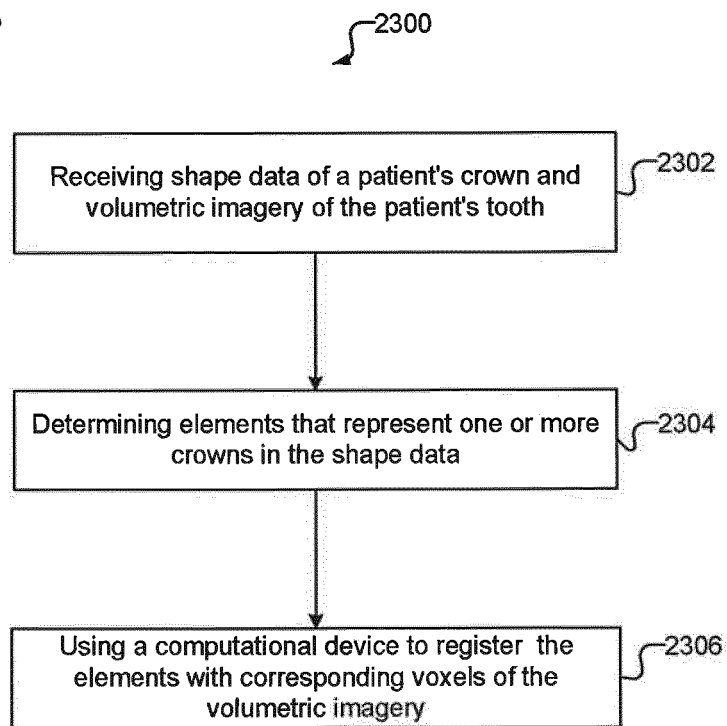 2300
Receiving shape data of a patient's crown and
volumetric imagery of the patient's tooth
2302
Determining elements that represent one or more
crowns in the shape data
2304
Using a computational device to register the
elements with corresponding voxels of the
volumetric imagery
2306